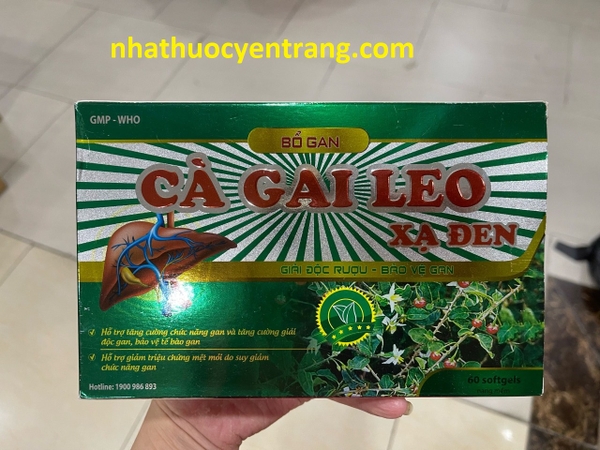 nhathuocyentrang.com
GMP - WHO
BỔ GAN
CÀ GAI LEO
XẠ ĐEN
GIẢI ĐỘC RƯỢU - BẢO VỆ GAN
Hỗ trợ tăng cường chức năng gan và tăng cường giải
độc gan, bảo vệ tế bào gan
Hỗ trợ giảm triệu chứng mệt mỏi do suy giảm
chức năng gan
Hotline: 1900 986 893
60 softgels